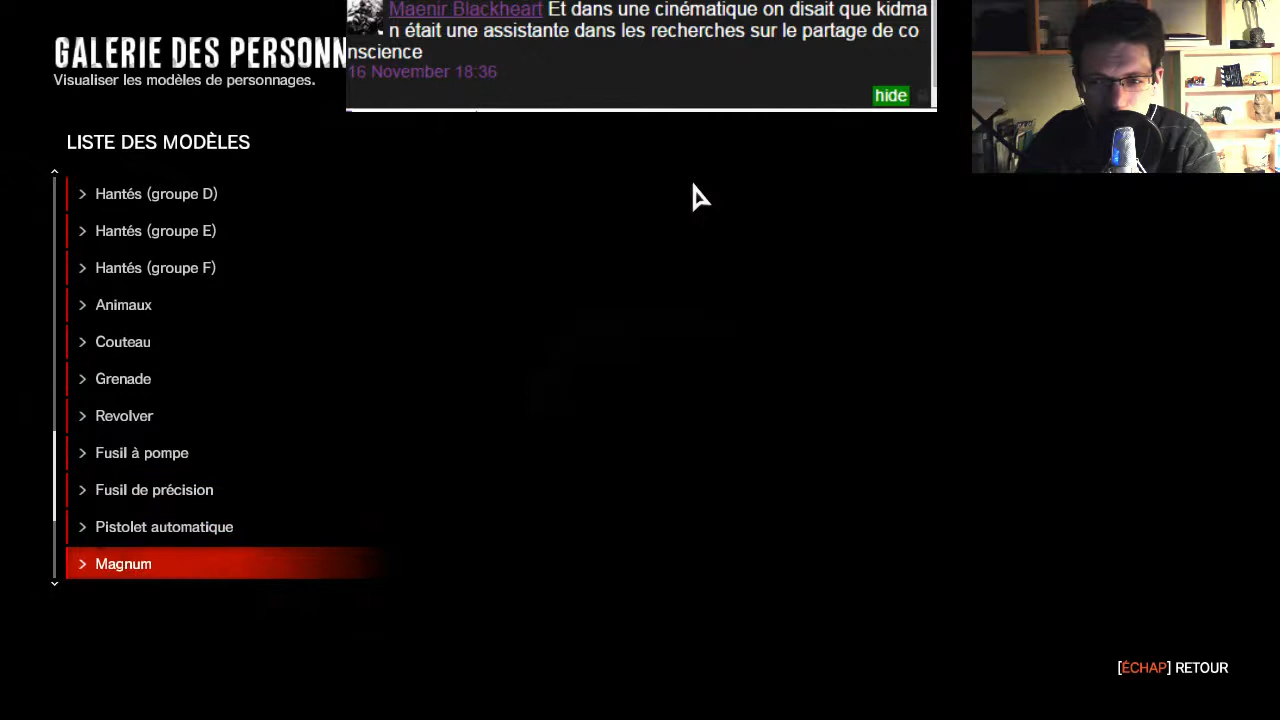 Maenir Blackheart Et dans une cinématique on disait que kidma
n était une assistante dans les recherches sur le partage de co
nscience
16 November 18:36
hide
GALERIE DES PERSONN
Visualiser les modèles de personnages.
LISTE DES MODÈLES
> Hantés (groupe D)
> Hantés (groupe E)
> Hantés (groupe F)
> Animaux
> Couteau
> Grenade
> Revolver
> Fusil à pompe
> Fusil de précision
> Pistolet automatique
> Magnum
[ÉCHAP] RETOUR